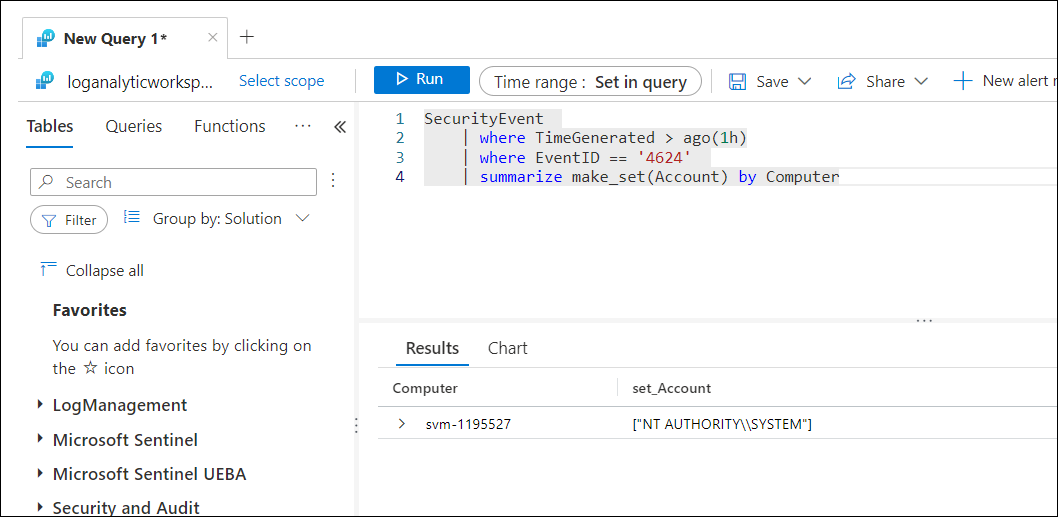 New Query 1*
loganalyticworksp... Select scope Run Time range : Set in query Save Share New alert r
Tables Queries Functions ...
Search
Filter Group by: Solution
Collapse all
Favorites
You can add favorites by clicking on
the ☆ icon
LogManagement
Microsoft Sentinel
Microsoft Sentinel UEBA
Security and Audit
1 SecurityEvent
2 | where TimeGenerated > ago(1h)
3 | where EventID == '4624'
4 | summarize make_set(Account) by Computer
Results Chart
Computer set_Account
svm-1195527 ["NT AUTHORITY\\SYSTEM"]